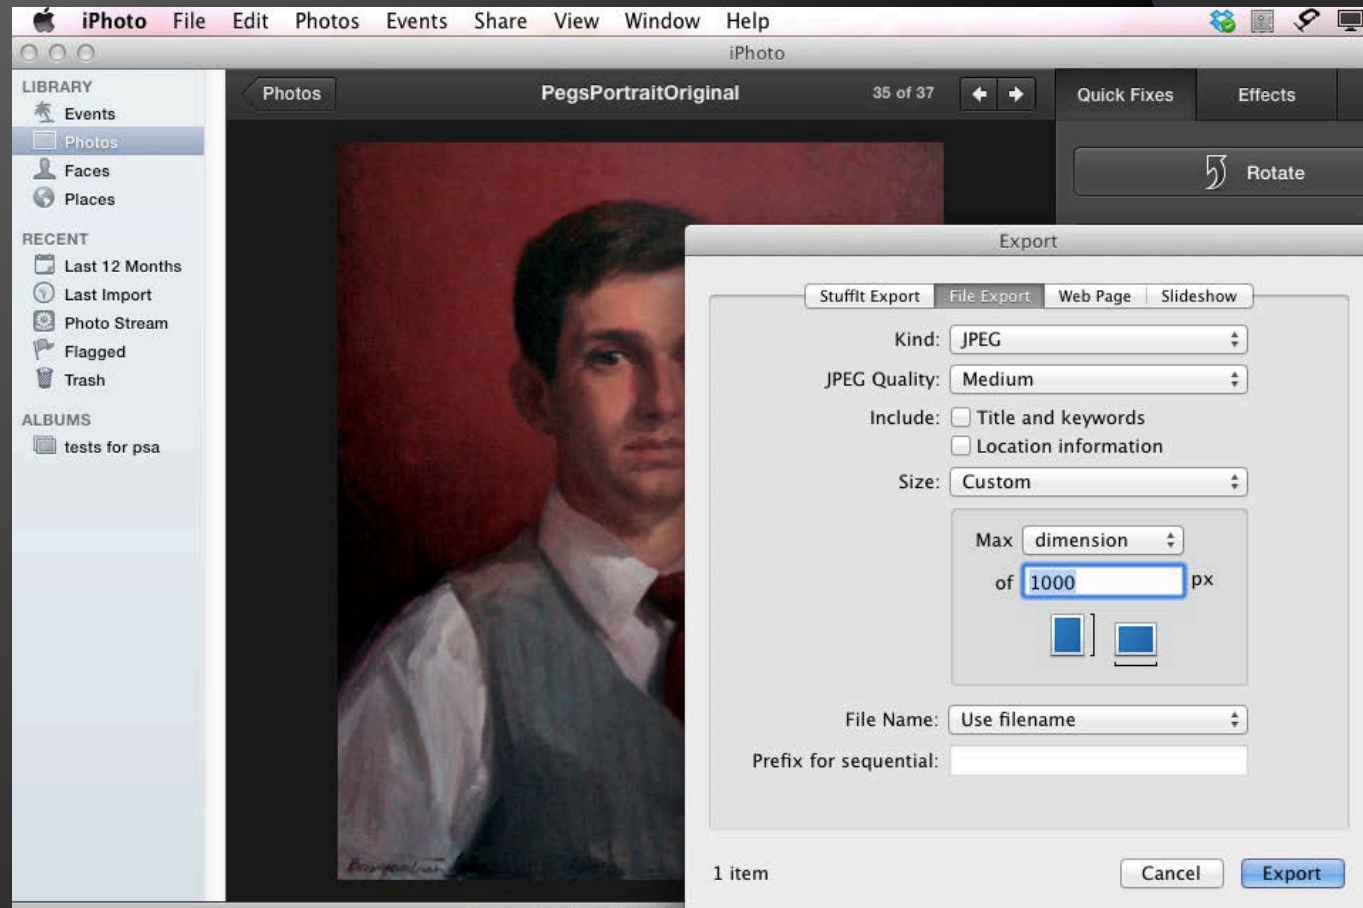 iPhoto File Edit Photos Events Share View Window Help
iPhoto
LIBRARY
Events
Photos
Faces
Places
RECENT
Last 12 Months
Last Import
Photo Stream
Flagged
Trash
ALBUMS
tests for psa
Photos PegsPortraitOriginal 35 of 37
Quick Fixes Effects
Rotate
Export
StuffIt Export File Export Web Page Slideshow
Kind: JPEG
JPEG Quality: Medium
Include: Title and keywords
Location information
Size: Custom
Max dimension
of 1000 px
File Name: Use filename
Prefix for sequential:
1 item Cancel Export